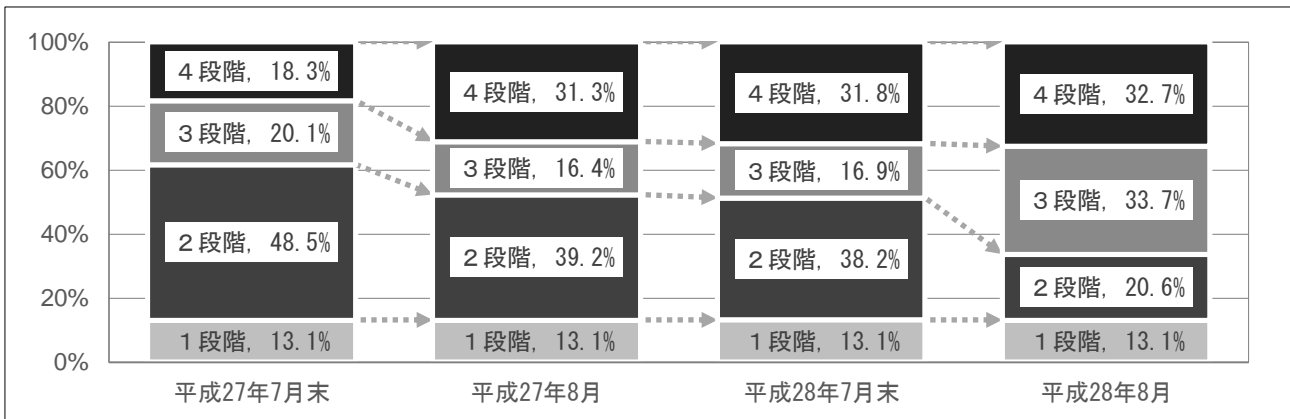 100%
80%
60%
40%
20%
0%
4段階, 18.3%
3段階, 20.1%
2段階, 48.5%
1段階, 13.1%
4段階, 31.3%
3段階, 16.4%
2段階, 39.2%
1段階, 13.1%
4段階, 31.8%
3段階, 16.9%
2段階, 38.2%
1段階, 13.1%
4段階, 32.7%
3段階, 33.7%
2段階, 20.6%
1段階, 13.1%
平成27年7月末
平成27年8月
平成28年7月末
平成28年8月